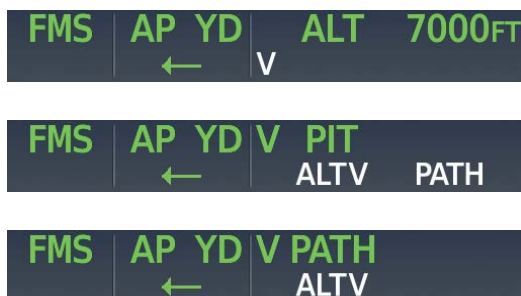 FMS AP YD ALT 7000FT
← V
FMS AP YD V PIT
← ALTV PATH
FMS AP YD V PATH
← ALTV